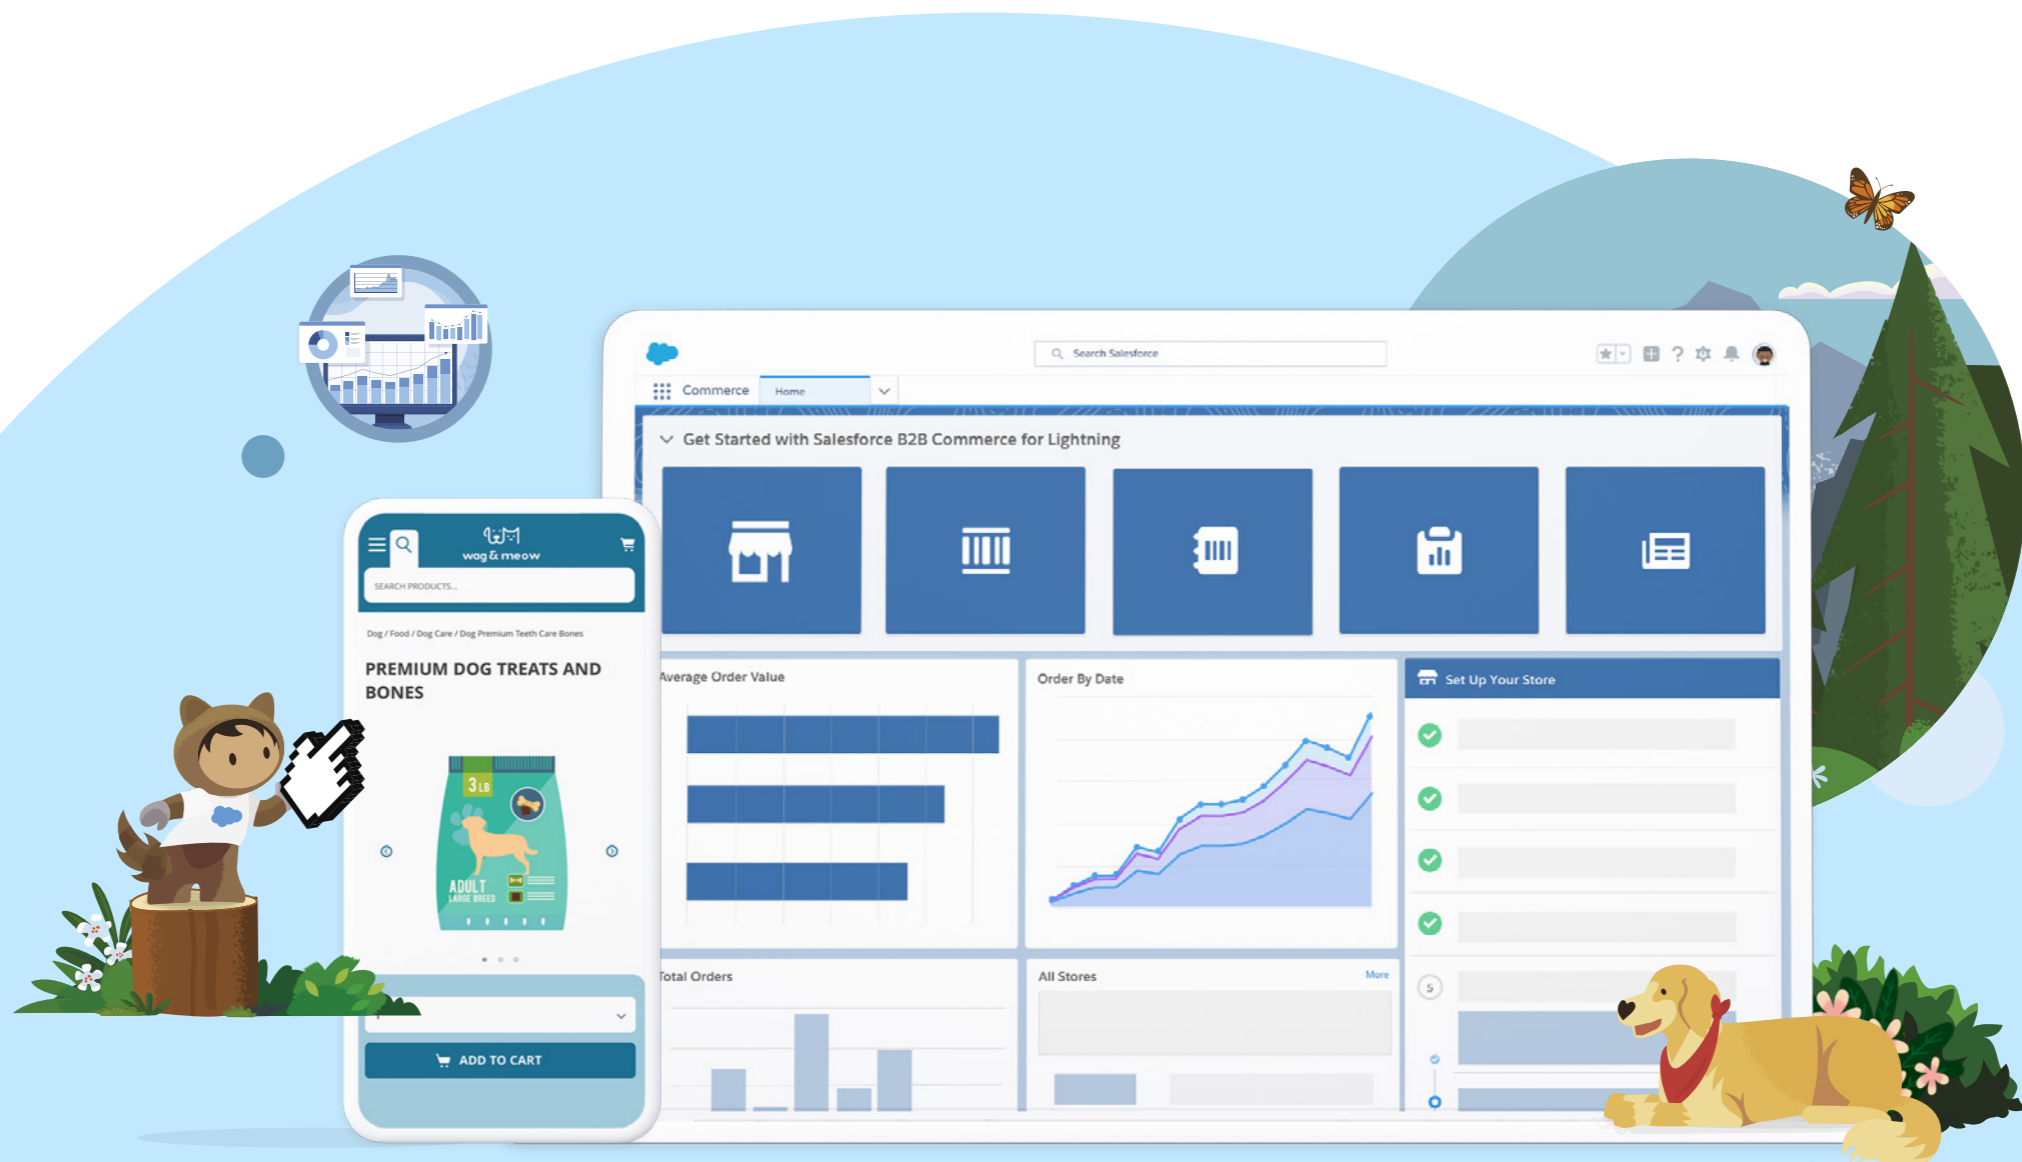 Search Salesforce
Commerce
Home
Get Started with Salesforce B2B Commerce for Lightning
Average Order Value
Order By Date
Set Up Your Store
Total Orders
All Stores
More
5
wag & meow
SEARCH PRODUCTS...
Dog / Food / Dog Care / Dog Premium Teeth Care Bones
PREMIUM DOG TREATS AND
BONES
3 LB
ADULT
LARGE BREED
ADD TO CART